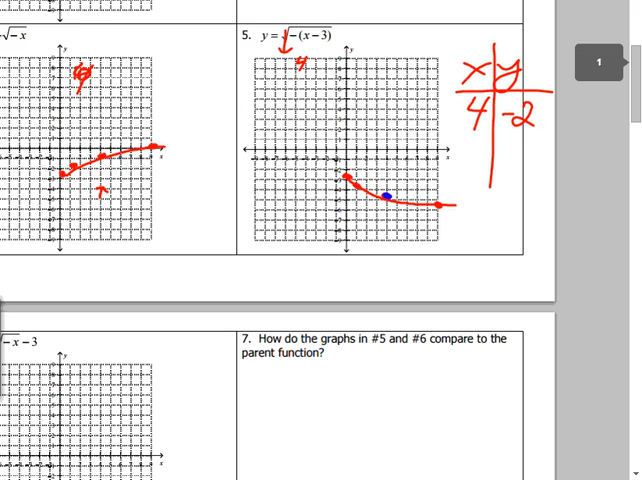 √-x
5. y = √-(x-3)
4
x y
4 -2
y
x
y
x
1
√-x - 3
7. How do the graphs in #5 and #6 compare to the
parent function?
y
x